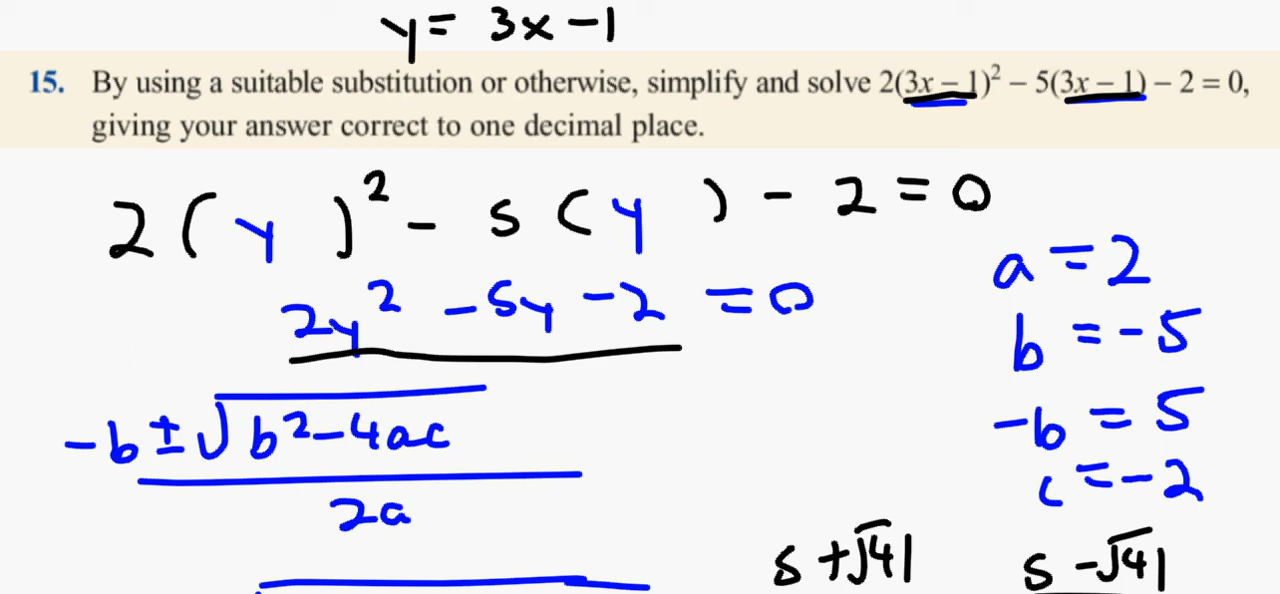 y = 3x - 1
15. By using a suitable substitution or otherwise, simplify and solve 2(3x – 1)² – 5(3x – 1) – 2 = 0,
giving your answer correct to one decimal place.
2(y)² - 5(y) - 2 = 0
2y² - 5y - 2 = 0
a = 2
b = -5
-b = 5
c = -2
-b ± √b² - 4ac
2a
5 + √41
5 - √41